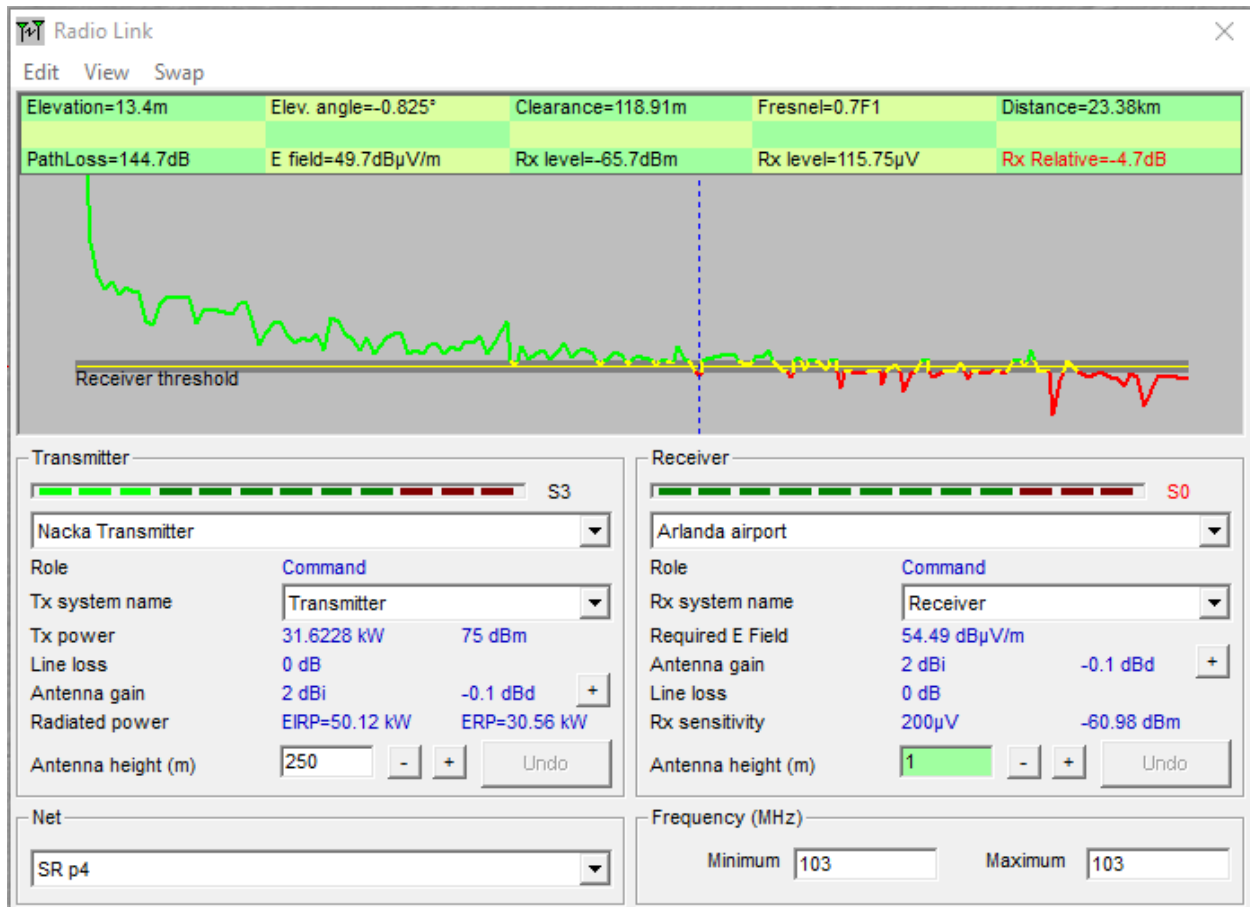 Radio Link
Edit View Swap
Elevation=13.4m Elev. angle=-0.825° Clearance=118.91m Fresnel=0.7F1 Distance=23.38km
PathLoss=144.7dB E field=49.7dBµV/m Rx level=-65.7dBm Rx level=115.75µV Rx Relative=-4.7dB
Receiver threshold
Transmitter
S3
Nacka Transmitter
Role Command
Tx system name Transmitter
Tx power 31.6228 kW 75 dBm
Line loss 0 dB
Antenna gain 2 dBi -0.1 dBd +
Radiated power EIRP=50.12 kW ERP=30.56 kW
Antenna height (m) 250 - + Undo
Receiver
S0
Arlanda airport
Role Command
Rx system name Receiver
Required E Field 54.49 dBµV/m
Antenna gain 2 dBi -0.1 dBd +
Line loss 0 dB
Rx sensitivity 200µV -60.98 dBm
Antenna height (m) 1 - + Undo
Net
SR p4
Frequency (MHz)
Minimum 103 Maximum 103